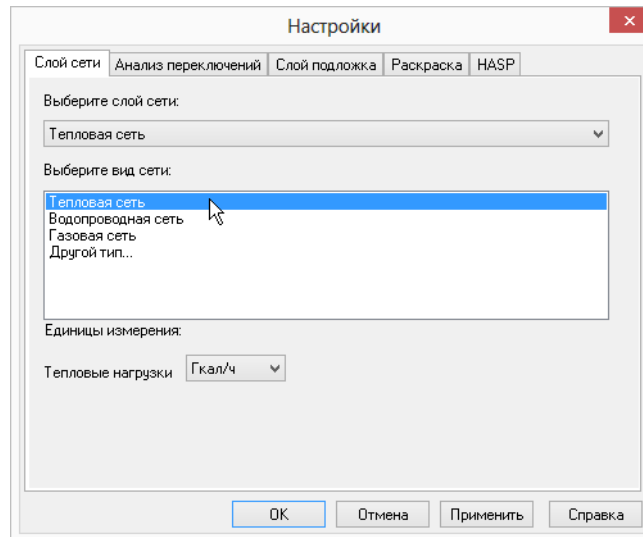 Настройки
Слой сети Анализ переключений Слой подложка Раскраска HASP
Выберите слой сети:
Тепловая сеть
Выберите вид сети:
Тепловая сеть
Водопроводная сеть
Газовая сеть
Другой тип...
Единицы измерения:
Тепловые нагрузки Гкал/ч
OK Отмена Применить Справка